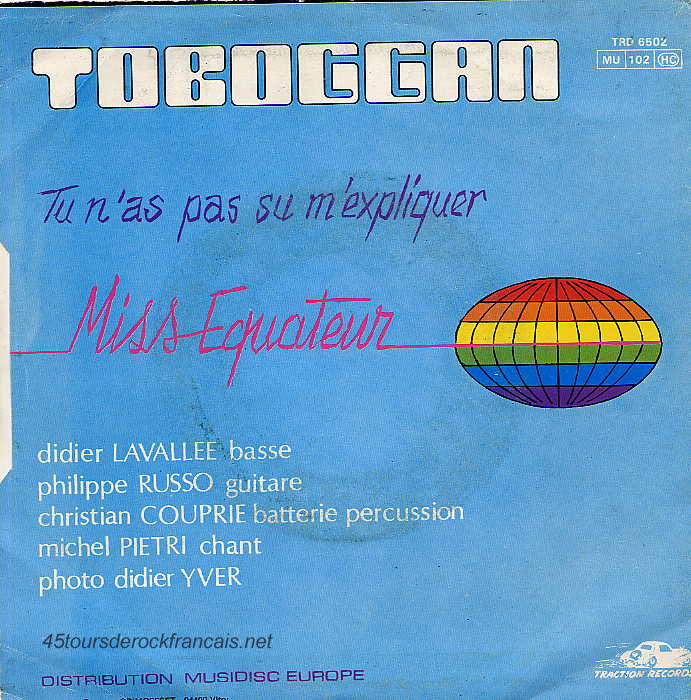 TOBOGGAN
TRD 6502
MU 102 HC
Tu n'as pas su m'expliquer
Miss Equateur
didier LAVALLEE basse
philippe RUSSO guitare
christian COUPRIE batterie percussion
michel PIETRI chant
photo didier YVER
45toursderockfrancais.net
DISTRIBUTION MUSIDISC EUROPE
TRACTION RECORDS